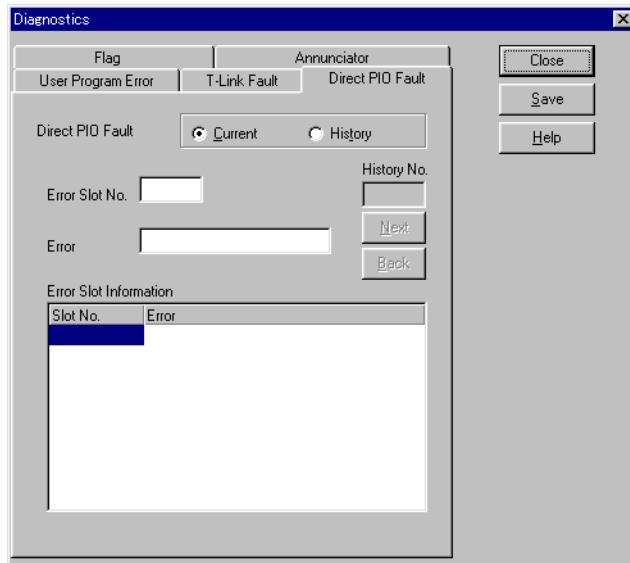 Diagnostics
Flag Annunciator
User Program Error T-Link Fault Direct PIO Fault
Direct PIO Fault Current History
Error Slot No.
History No.
Error
Next
Back
Error Slot Information
Slot No. Error
Close
Save
Help